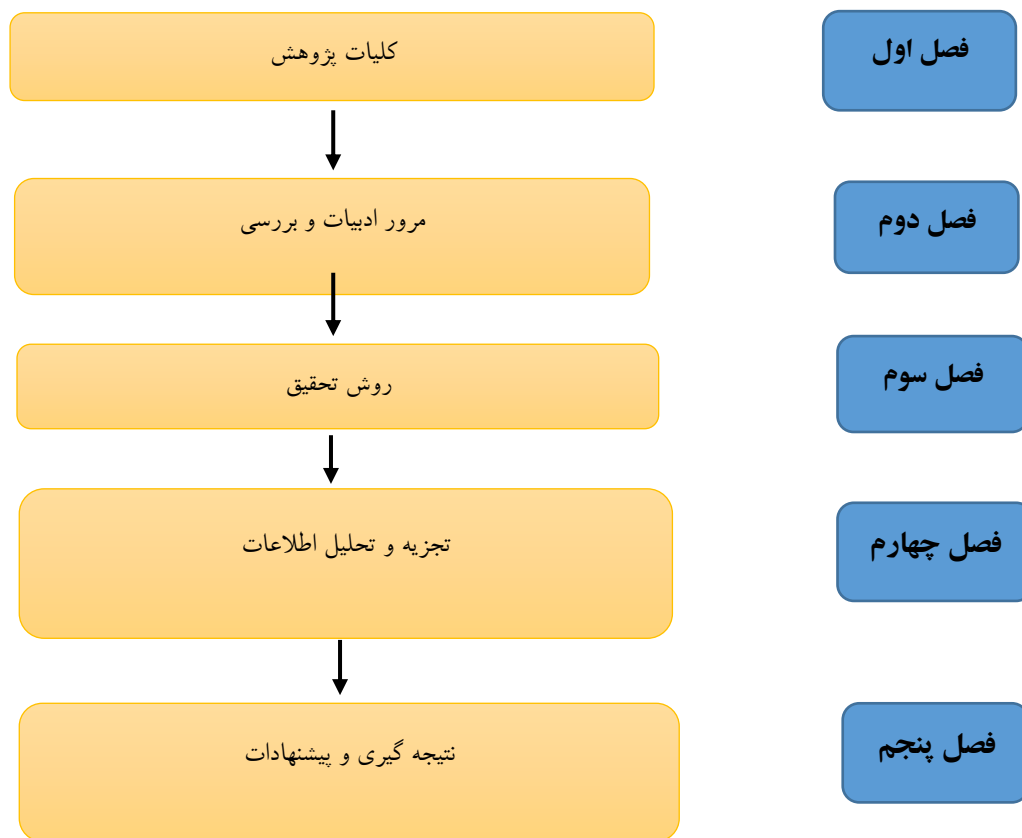 فصل اول
کلیات پژوهش
فصل دوم
مرور ادبیات و بررسی
فصل سوم
روش تحقیق
فصل چهارم
تجزیه و تحلیل اطلاعات
فصل پنجم
نتیجه گیری و پیشنهادات